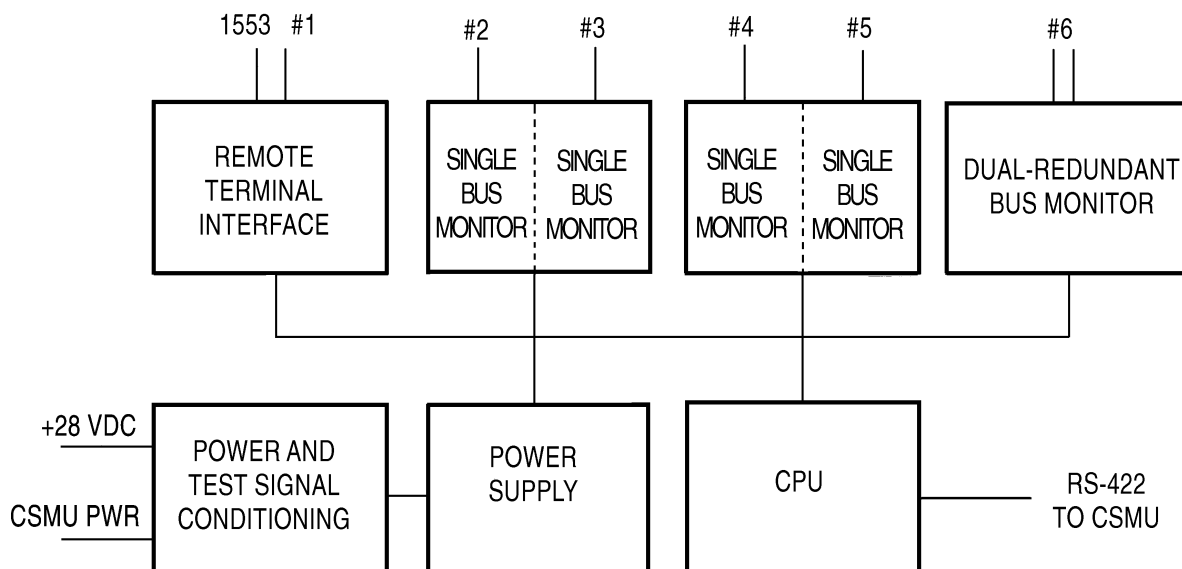 1553 #1
#2
#3
#4
#5
#6
REMOTE
TERMINAL
INTERFACE
SINGLE
BUS
MONITOR
SINGLE
BUS
MONITOR
SINGLE
BUS
MONITOR
SINGLE
BUS
MONITOR
DUAL-REDUNDANT
BUS MONITOR
+28 VDC
CSMU PWR
POWER AND
TEST SIGNAL
CONDITIONING
POWER
SUPPLY
CPU
RS-422
TO CSMU